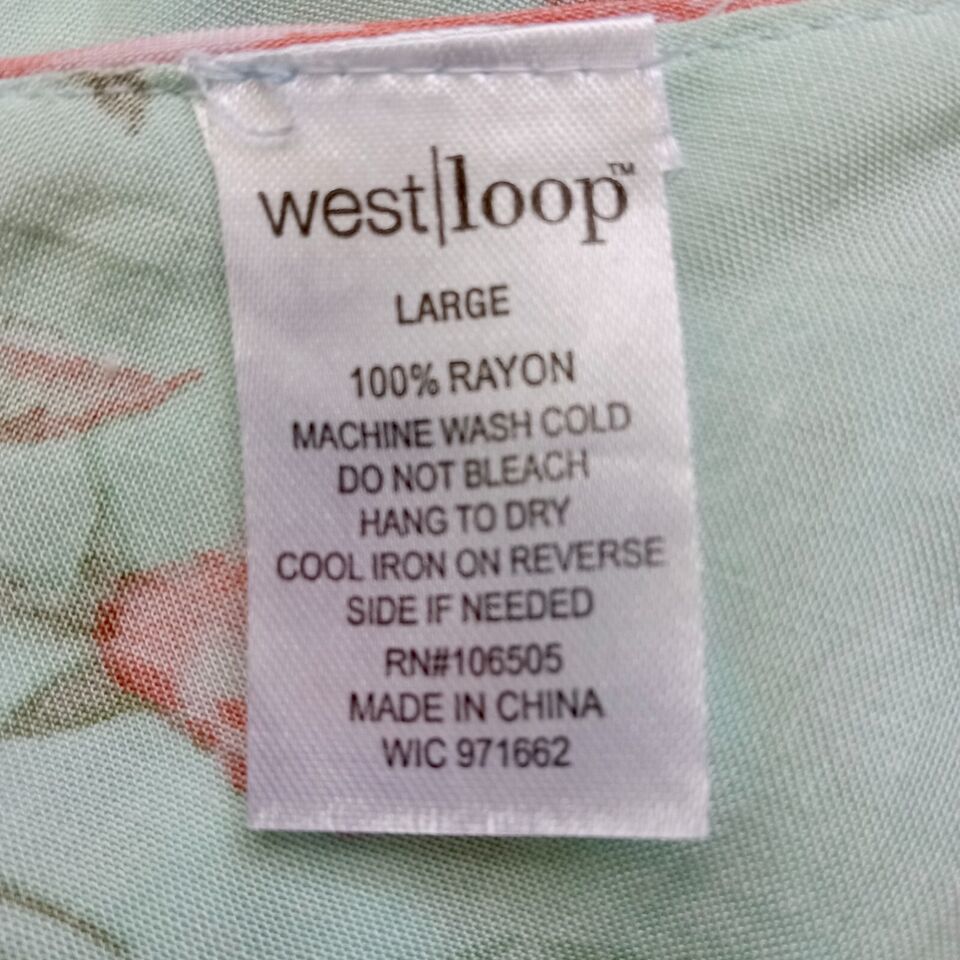 west|loop™
LARGE
100% RAYON
MACHINE WASH COLD
DO NOT BLEACH
HANG TO DRY
COOL IRON ON REVERSE
SIDE IF NEEDED
RN#106505
MADE IN CHINA
WIC 971662